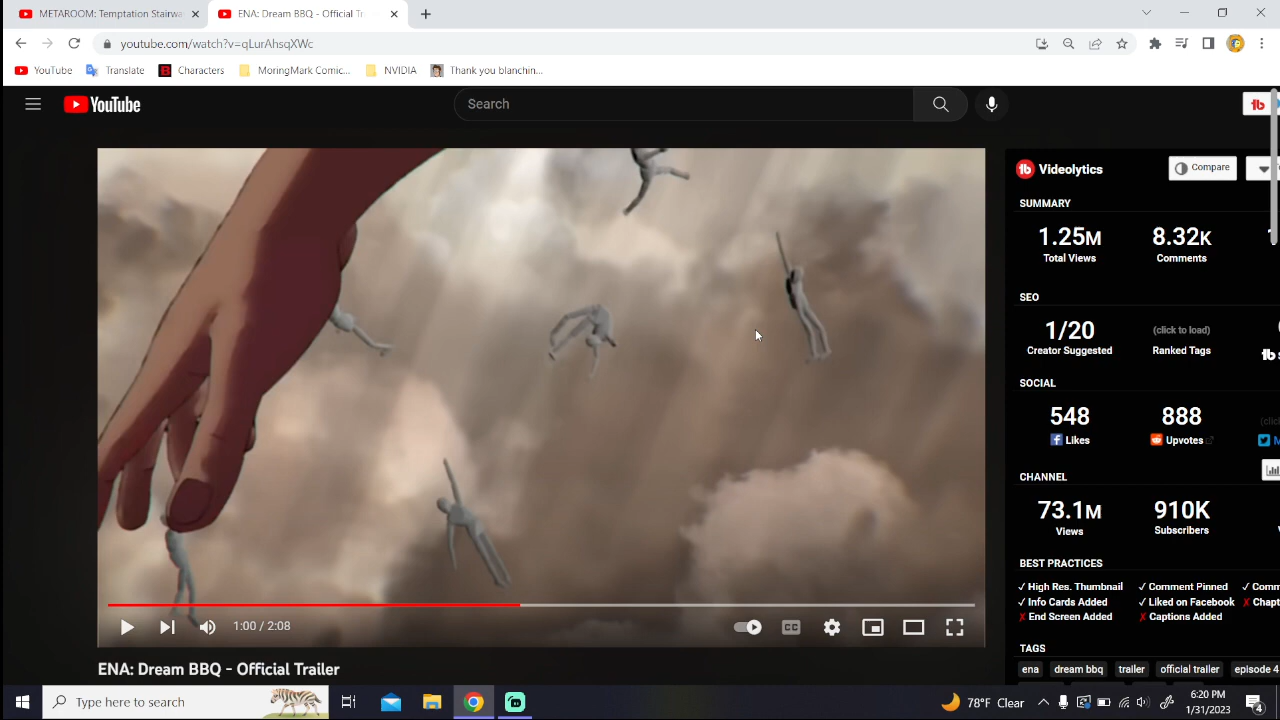 METAROOM: Temptation Stairwa
ENA: Dream BBQ - Official Tr
youtube.com/watch?v=qLurAhsqXWc
YouTube
Translate
Characters
MoringMark Comic...
NVIDIA
Thank you blanchin...
YouTube
Search
Videolytics
Compare
SUMMARY
1.25M
8.32K
Total Views
Comments
SEO
1/20
(click to load)
Creator Suggested
Ranked Tags
SOCIAL
548
888
Likes
Upvotes
CHANNEL
73.1M
910K
Views
Subscribers
BEST PRACTICES
✓ High Res. Thumbnail ✓ Comment Pinned
✓ Info Cards Added ✓ Liked on Facebook
✗ End Screen Added ✗ Captions Added
TAGS
ena dream bbq trailer official trailer episode 4
1:00 / 2:08
CC
ENA: Dream BBQ - Official Trailer
Type here to search
78°F Clear
6:20 PM
1/31/2023
4